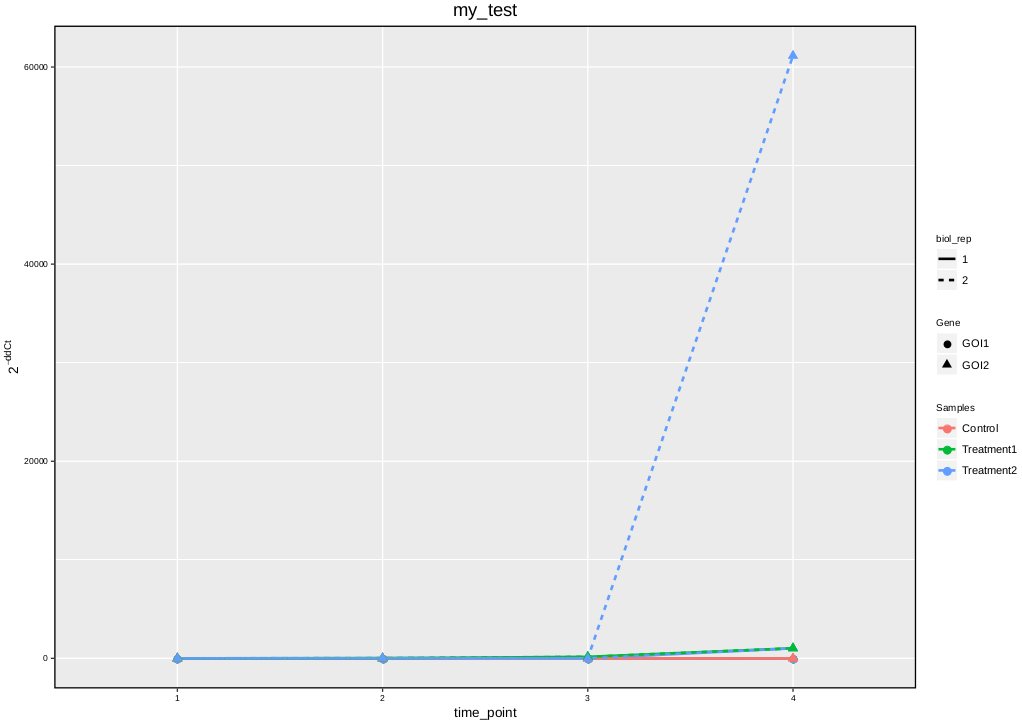 my_test
60000
40000
20000
0
2^-ddCt
1 2 3 4
time_point
biol_rep
1
2
Gene
GOI1
GOI2
Samples
Control
Treatment1
Treatment2